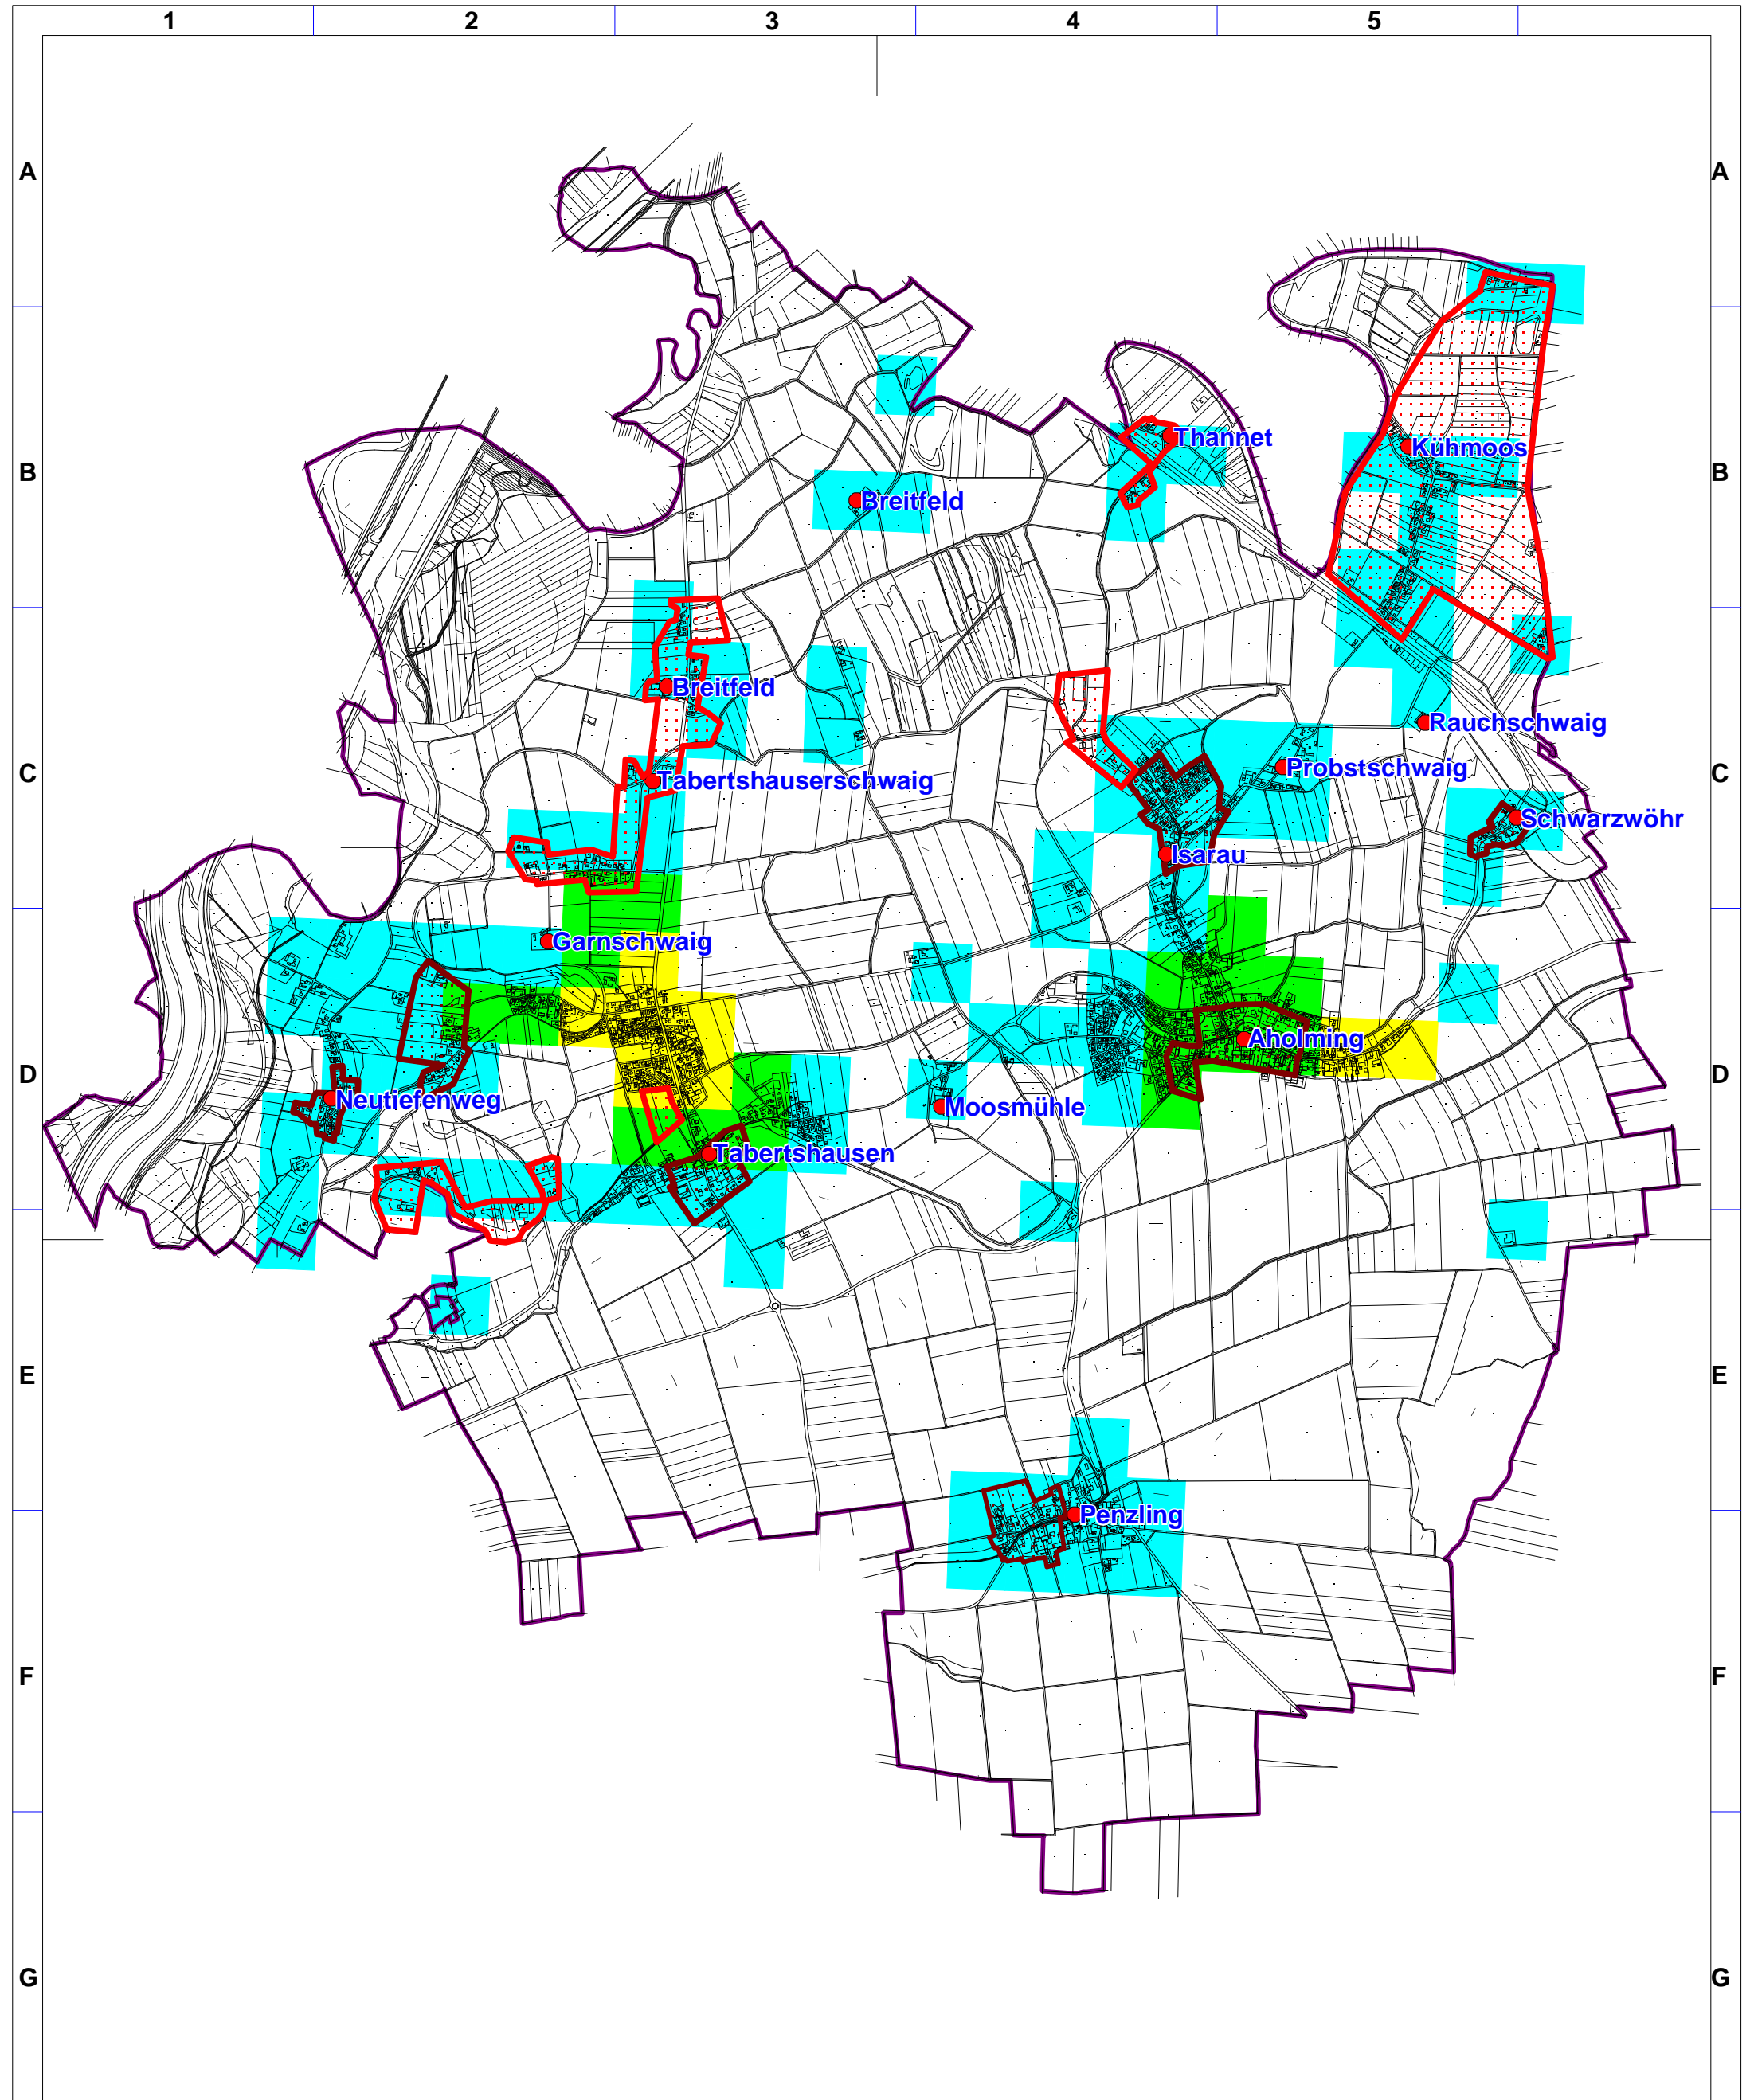 1 2 3 4 5
A A
B Thannet Kühmoos B
Breitfeld
Breitfeld
Rauchschwaig
C Tabertshauserschwaig Probstschwaig C
Schwarzwöhr
Isarau
Garnschwaig
Aholming
D D
Neutiefenweg
Moosmühle
Tabertshausen
E E
Penzling
F F
G G